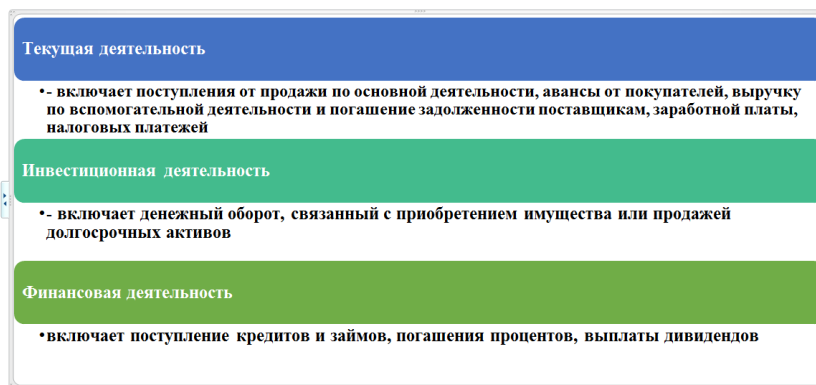 Текущая деятельность
•- включает поступления от продажи по основной деятельности, авансы от покупателей, выручку
по вспомогательной деятельности и погашение задолженности поставщикам, заработной платы,
налоговых платежей
Инвестиционная деятельность
•- включает денежный оборот, связанный с приобретением имущества или продажей
долгосрочных активов
Финансовая деятельность
•включает поступление кредитов и займов, погашения процентов, выплаты дивидендов